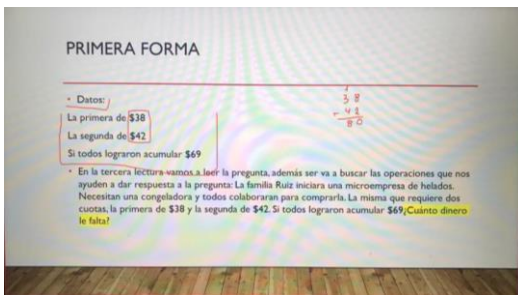 PRIMERA FORMA
• Datos:
La primera de $38
La segunda de $42
Si todos lograron acumular $69
1
38
42
80
• En la tercera lectura vamos a leer la pregunta, además ser va a buscar las operaciones que nos
ayuden a dar respuesta a la pregunta: La familia Ruiz iniciara una microempresa de helados.
Necesitan una congeladora y todos colaboraran para comprarla. La misma que requiere dos
cuotas, la primera de $38 y la segunda de $42. Si todos lograron acumular $69¿Cuánto dinero
le falta?